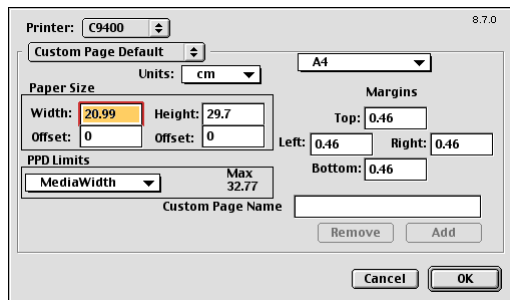 8.7.0
Printer: C9400
Custom Page Default
Units: cm
A4
Paper Size
Width: 20.99 Height: 29.7
Offset: 0 Offset: 0
Margins
Top: 0.46
Left: 0.46 Right: 0.46
Bottom: 0.46
PPD Limits
MediaWidth Max
32.77
Custom Page Name
Remove Add
Cancel OK